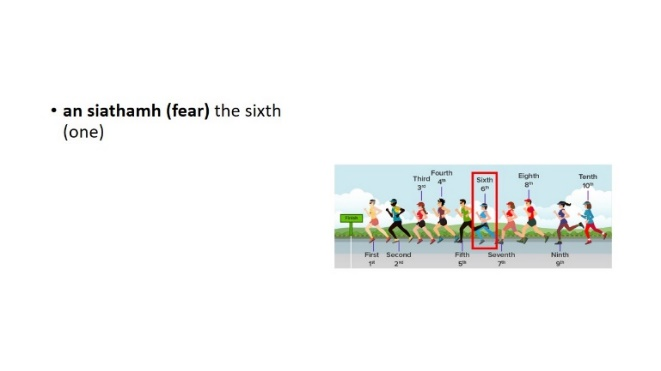 • an siathamh (fear) the sixth
(one)
Fourth
4th
Third
3rd
Sixth
6th
Eighth
8th
Tenth
10th
First
1st
Second
2nd
Fifth
5th
Seventh
7th
Ninth
9th